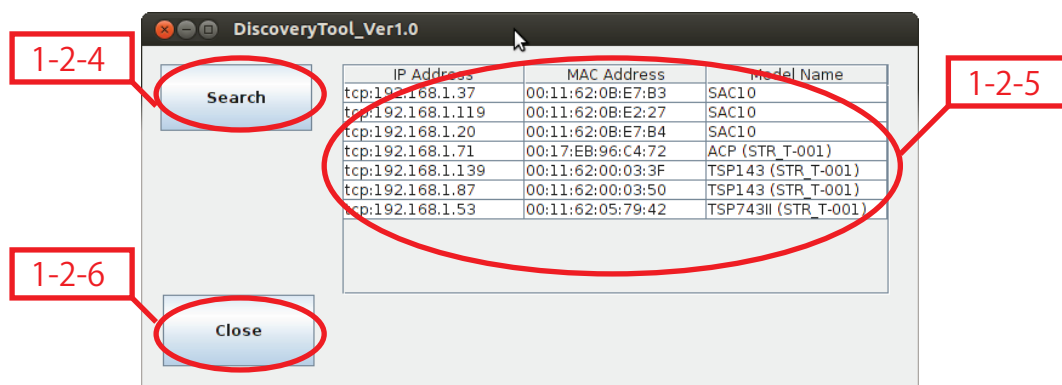 DiscoveryTool_Ver1.0
1-2-4
Search
IP Address MAC Address Model Name
tcp:192.168.1.37 00:11:62:0B:E7:B3 SAC10
tcp:192.168.1.119 00:11:62:0B:E2:27 SAC10
tcp:192.168.1.20 00:11:62:0B:E7:B4 SAC10
tcp:192.168.1.71 00:17:EB:96:C4:72 ACP (STR_T-001)
tcp:192.168.1.139 00:11:62:00:03:3F TSP143 (STR_T-001)
tcp:192.168.1.87 00:11:62:00:03:50 TSP143 (STR_T-001)
tcp:192.168.1.53 00:11:62:05:79:42 TSP743II (STR_T-001)
1-2-5
1-2-6
Close